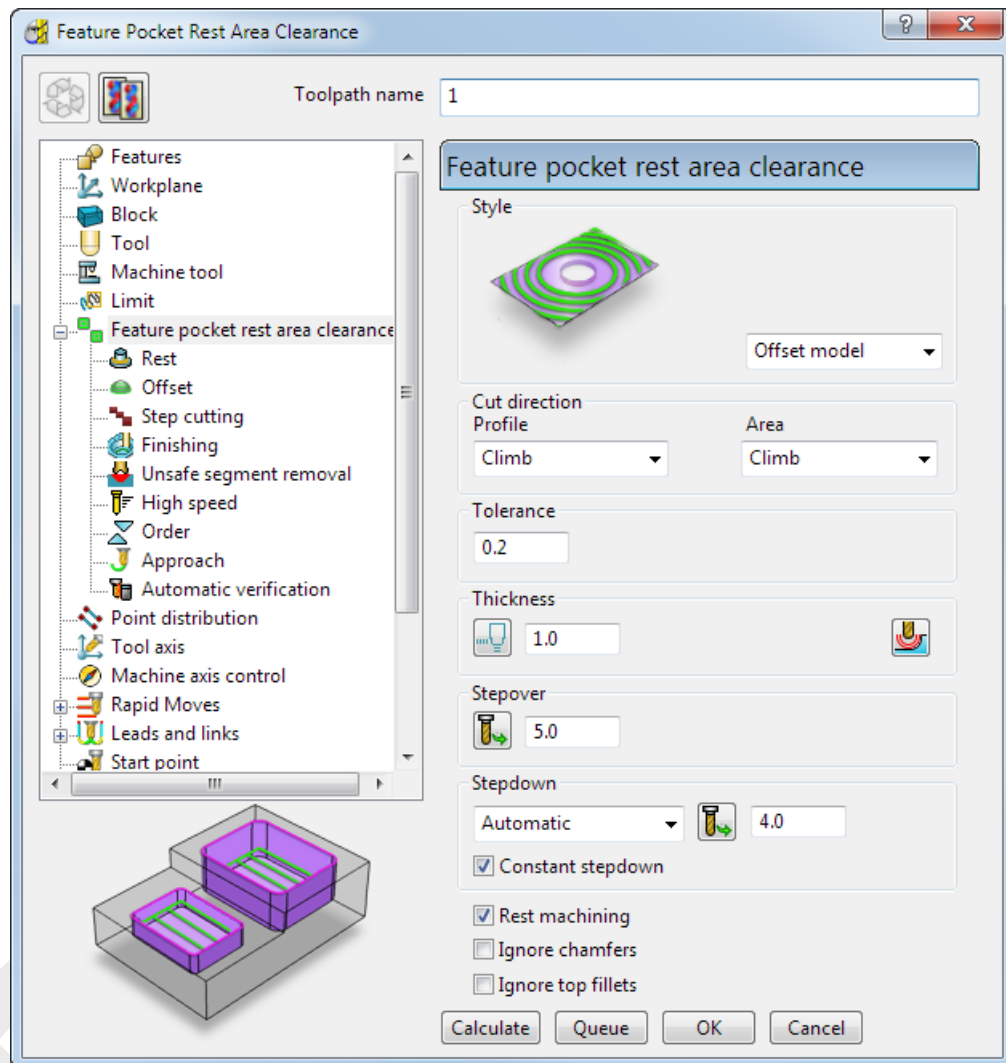 Feature Pocket Rest Area Clearance
?
X
Toolpath name
1
Features
Workplane
Block
Tool
Machine tool
Limit
Feature pocket rest area clearance
Rest
Offset
Step cutting
Finishing
Unsafe segment removal
High speed
Order
Approach
Automatic verification
Point distribution
Tool axis
Machine axis control
Rapid Moves
Leads and links
Start point
Feature pocket rest area clearance
Style
Offset model
Cut direction
Profile Area
Climb Climb
Tolerance
0.2
Thickness
1.0
Stepover
5.0
Stepdown
Automatic 4.0
Constant stepdown
Rest machining
Ignore chamfers
Ignore top fillets
Calculate Queue OK Cancel